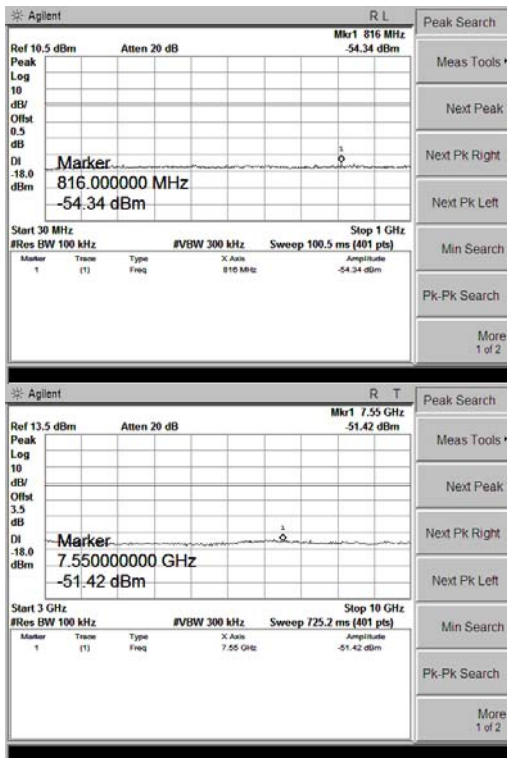 Agilent R L
Peak Search
Mkr1 816 MHz
Ref 10.5 dBm Atten 20 dB -54.34 dBm
Peak
Log
10
dB/
Offst
0.5
dB
DI
-18.0
dBm
1
Marker
816.000000 MHz
-54.34 dBm
Start 30 MHz Stop 1 GHz
#Res BW 100 kHz #VBW 300 kHz Sweep 100.5 ms (401 pts)
Marker Trace Type X Axis Amplitude
1 (1) Freq 816 MHz -54.34 dBm
Meas Tools
Next Peak
Next Pk Right
Next Pk Left
Min Search
Pk-Pk Search
More
1 of 2
Agilent R T
Peak Search
Mkr1 7.55 GHz
Ref 13.5 dBm Atten 20 dB -51.42 dBm
Peak
Log
10
dB/
Offst
3.5
dB
DI
-18.0
dBm
1
Marker
7.550000000 GHz
-51.42 dBm
Start 3 GHz Stop 10 GHz
#Res BW 100 kHz #VBW 300 kHz Sweep 725.2 ms (401 pts)
Marker Trace Type X Axis Amplitude
1 (1) Freq 7.55 GHz -51.42 dBm
Meas Tools
Next Peak
Next Pk Right
Next Pk Left
Min Search
Pk-Pk Search
More
1 of 2